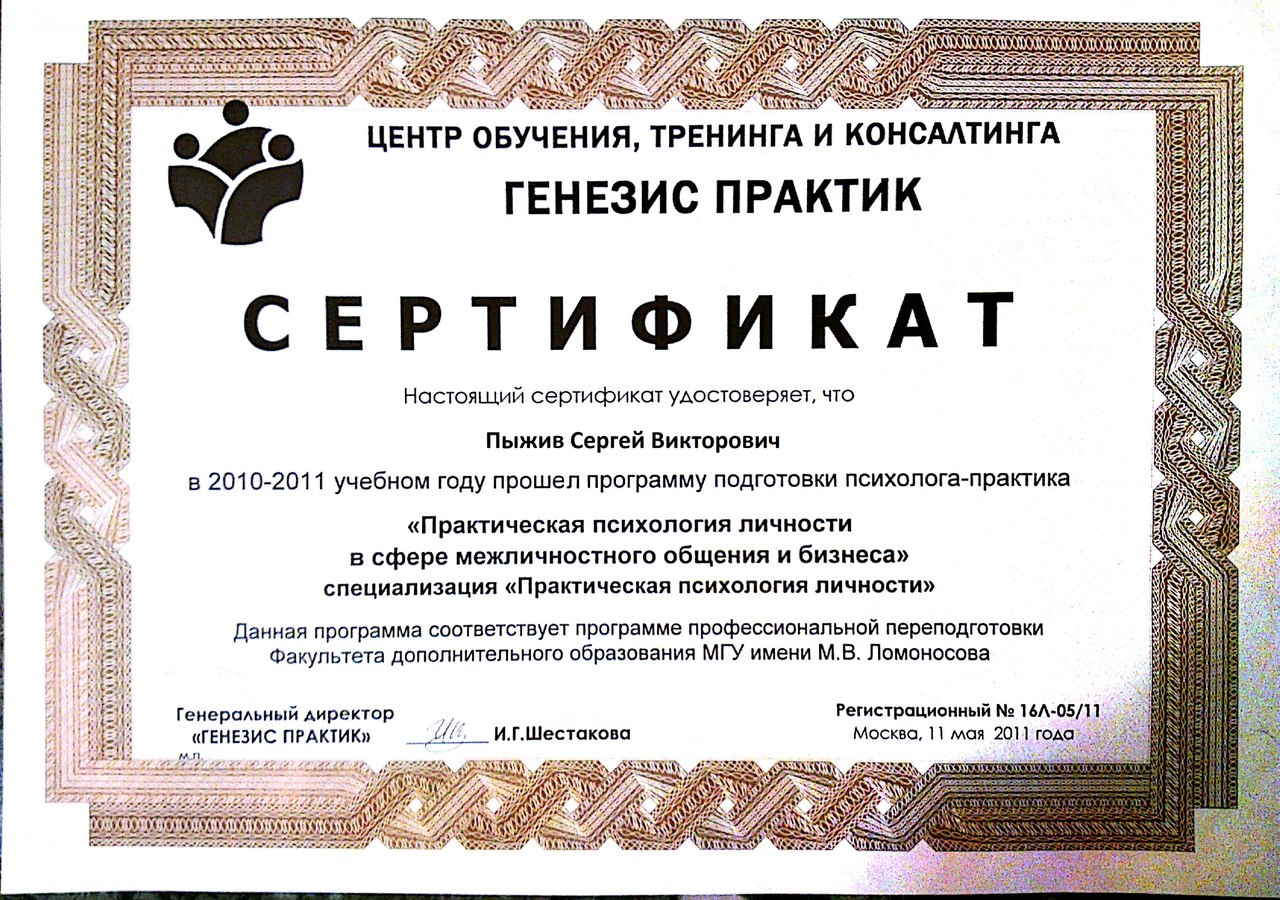 ЦЕНТР ОБУЧЕНИЯ, ТРЕНИНГА И КОНСАЛТИНГА
ГЕНЕЗИС ПРАКТИК
СЕРТИФИКАТ
Настоящий сертификат удостоверяет, что
Пыжив Сергей Викторович
в 2010-2011 учебном году прошел программу подготовки психолога-практика
«Практическая психология личности
в сфере межличностного общения и бизнеса»
специализация «Практическая психология личности»
Данная программа соответствует программе профессиональной переподготовки
Факультета дополнительного образования МГУ имени М.В. Ломоносова
Генеральный директор
«ГЕНЕЗИС ПРАКТИК» И.Г.Шестакова
М.П.
Регистрационный № 16Л-05/11
Москва, 11 мая 2011 года